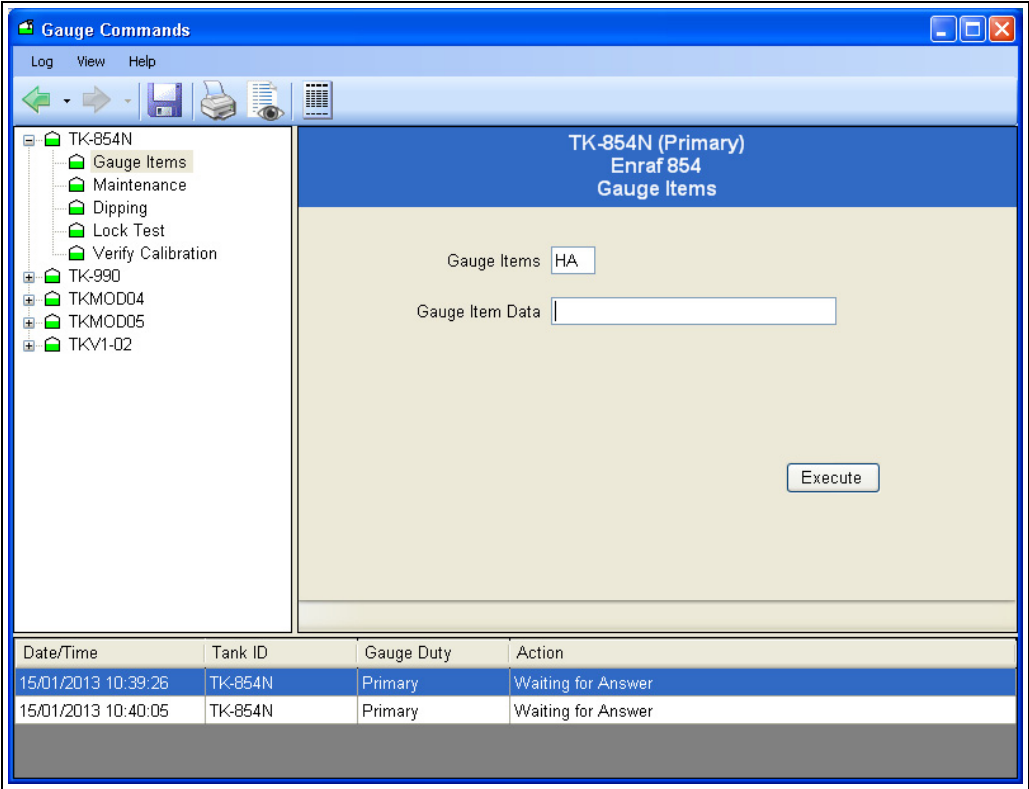 Gauge Commands
Log View Help
TK-854N
Gauge Items
Maintenance
Dipping
Lock Test
Verify Calibration
TK-990
TKMOD04
TKMOD05
TKV1-02
TK-854N (Primary)
Enraf 854
Gauge Items
Gauge Items HA
Gauge Item Data
Execute
Date/Time Tank ID Gauge Duty Action
15/01/2013 10:39:26 TK-854N Primary Waiting for Answer
15/01/2013 10:40:05 TK-854N Primary Waiting for Answer